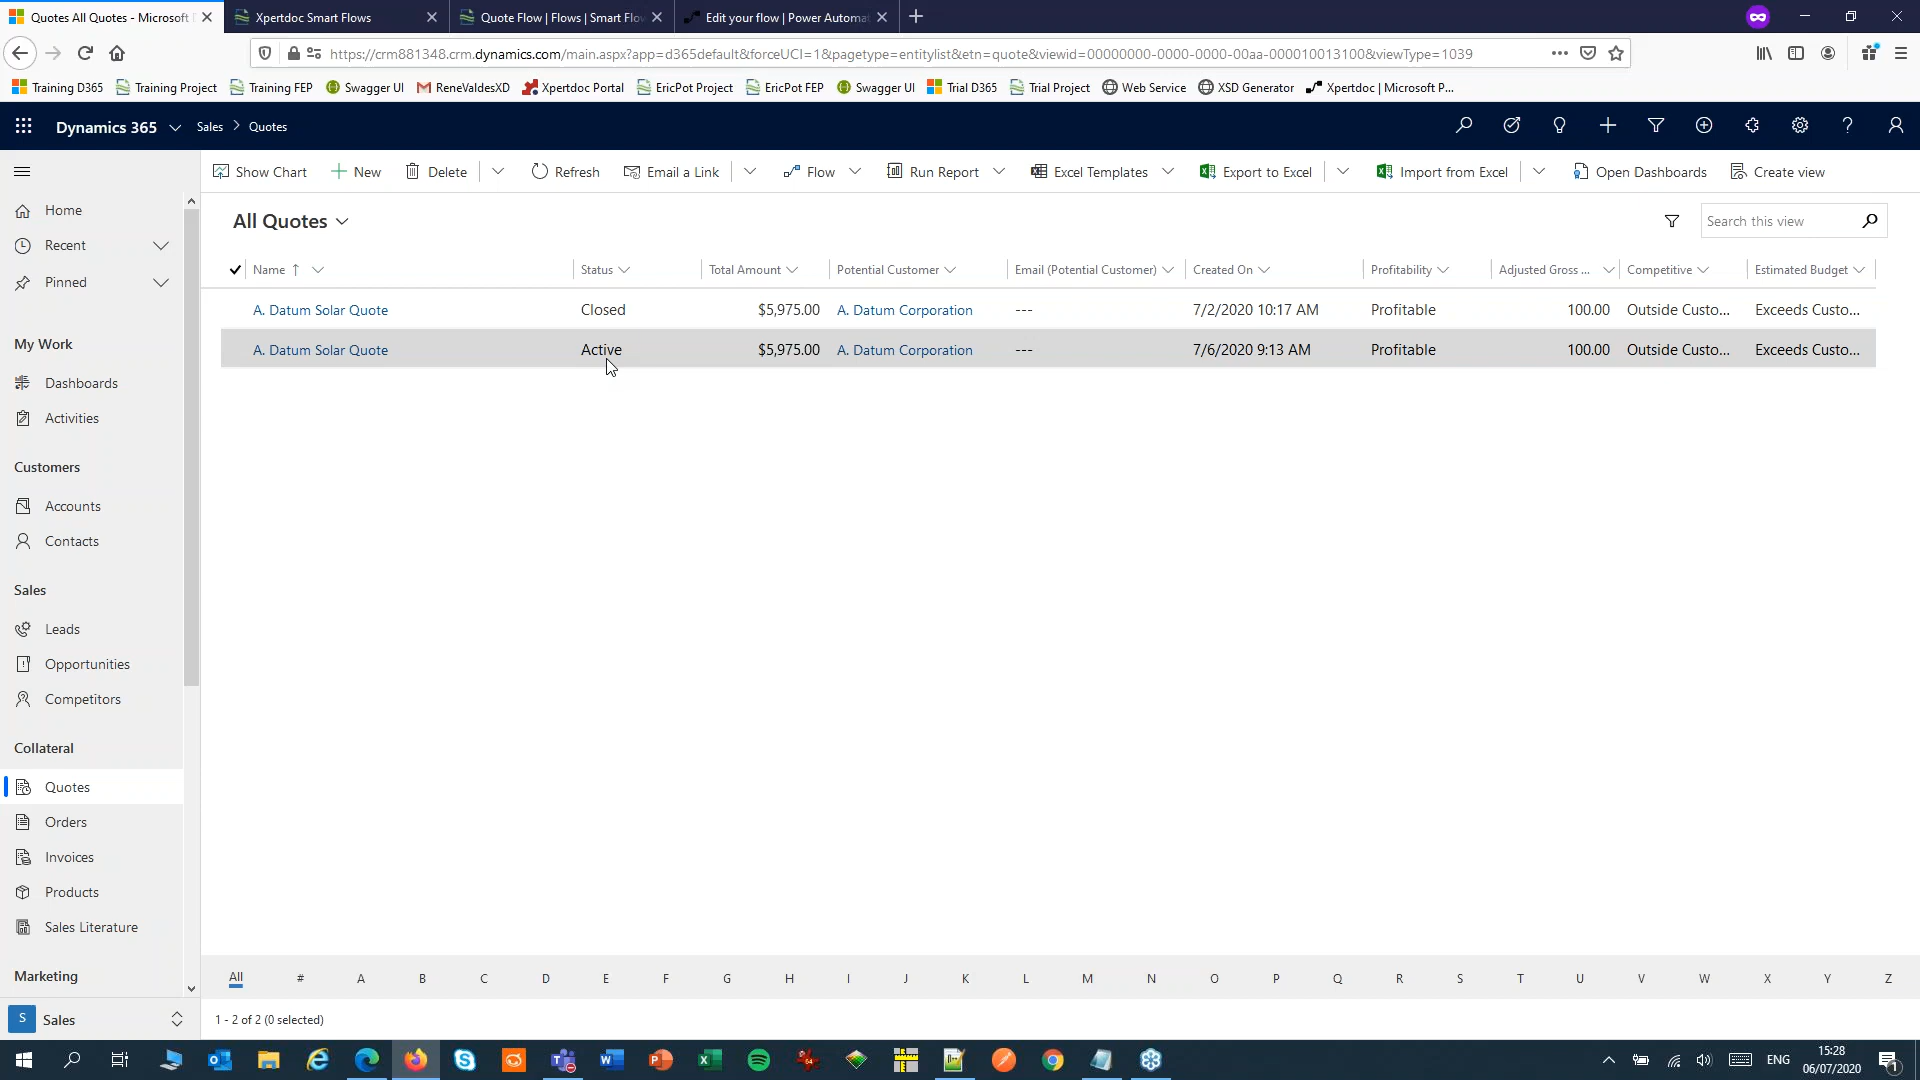 Quotes All Quotes - Microsoft
Xpertdoc Smart Flows
Quote Flow | Flows | Smart Flo
Edit your flow | Power Automa
https://crm881348.crm.dynamics.com/main.aspx?app=d365default&forceUCI=1&pagetype=entitylist&etn=quote&viewid=00000000-0000-0000-00aa-000010013100&viewType=1039
Training D365
Training Project
Training FEP
Swagger UI
ReneValdesXD
Xpertdoc Portal
EricPot Project
EricPot FEP
Swagger UI
Trial D365
Trial Project
Web Service
XSD Generator
Xpertdoc | Microsoft P...
Dynamics 365
Sales > Quotes
Show Chart
New
Delete
Refresh
Email a Link
Flow
Run Report
Excel Templates
Export to Excel
Import from Excel
Open Dashboards
Create view
Home
Recent
Pinned
My Work
Dashboards
Activities
Customers
Accounts
Contacts
Sales
Leads
Opportunities
Competitors
Collateral
Quotes
Orders
Invoices
Products
Sales Literature
Marketing
S Sales
All Quotes
Search this view
Name ↑ Status Total Amount Potential Customer Email (Potential Customer) Created On Profitability Adjusted Gross ... Competitive Estimated Budget
A. Datum Solar Quote Closed $5,975.00 A. Datum Corporation --- 7/2/2020 10:17 AM Profitable 100.00 Outside Custo... Exceeds Custo...
A. Datum Solar Quote Active $5,975.00 A. Datum Corporation --- 7/6/2020 9:13 AM Profitable 100.00 Outside Custo... Exceeds Custo...
All # A B C D E F G H I J K L M N O P Q R S T U V W X Y Z
1 - 2 of 2 (0 selected)
ENG
15:28
06/07/2020
1